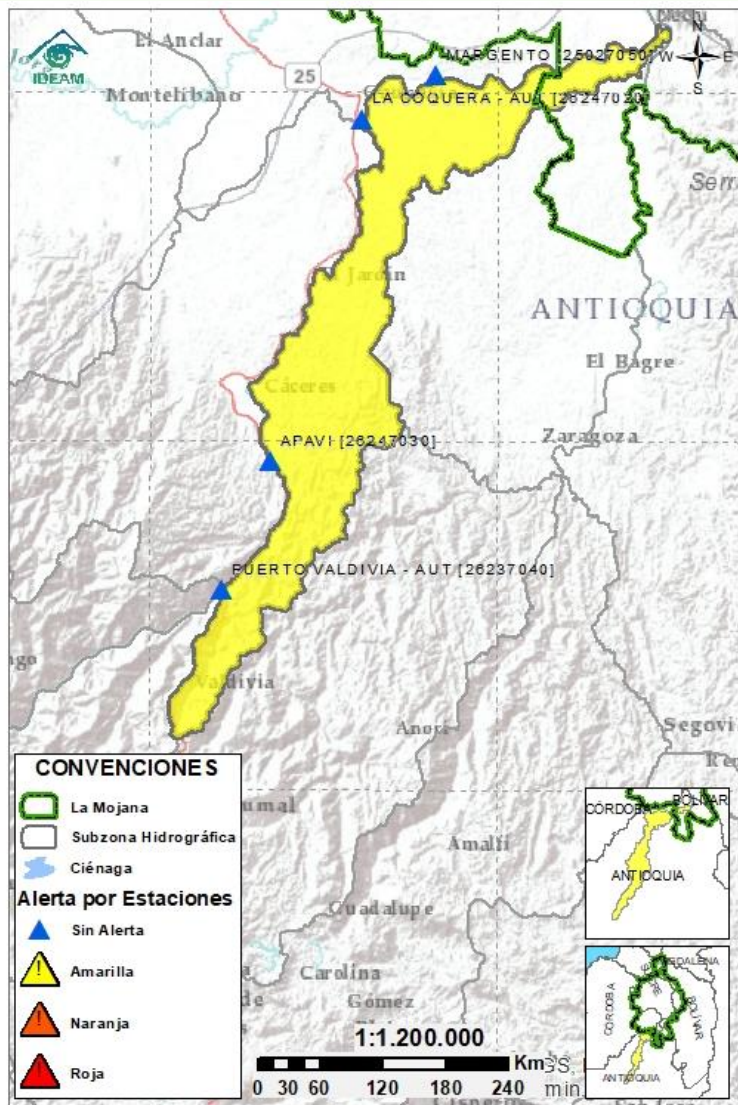 IDEAM
El Anclar
Montelíbano
25
N
W E
S
MARGENTO [25027050]
LA COQUERA - AUT [26247020]
El Jardín
ANTIOQUIA
El Bagre
Cáceres
APAVI [26247030]
Zaragoza
PUERTO VALDIVIA - AUT [26237040]
Valdivia
Anorí
Segovi
Amalfi
Guadalupe
Carolina
Gómez
CONVENCIONES
La Mojana
Subzona Hidrográfica
Ciénaga
Alerta por Estaciones
Sin Alerta
Amarilla
Naranja
Roja
1:1.200.000
Km
0 30 60 120 180 240
CÓRDOBA
BOLÍVAR
ANTIOQUIA
CÓRDOBA
BOLÍVAR
ANTIOQUIA